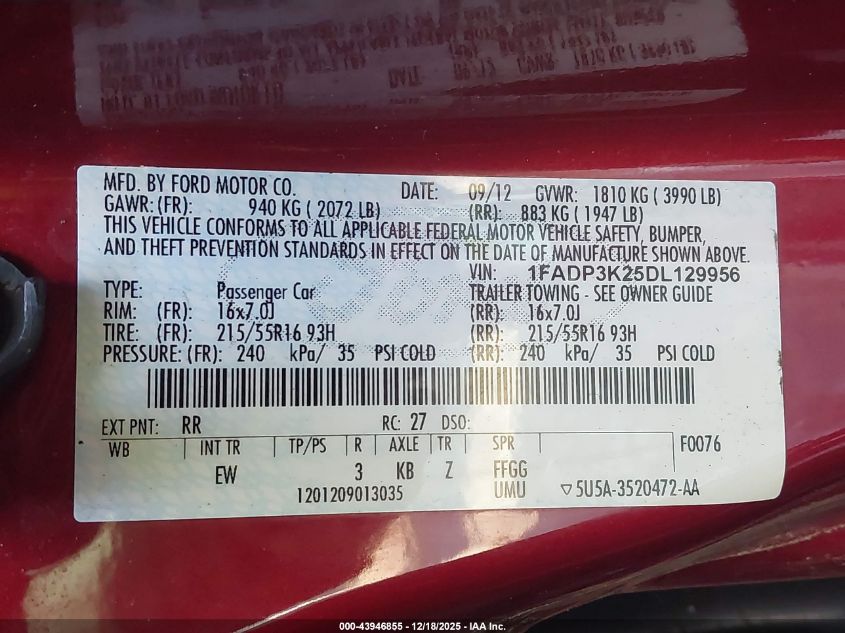 MFD. BY FORD MOTOR CO. DATE: 09/12 GVWR: 1810 KG ( 3990 LB)
GAWR: (FR): 940 KG ( 2072 LB) (RR): 883 KG ( 1947 LB)
THIS VEHICLE CONFORMS TO ALL APPLICABLE FEDERAL MOTOR VEHICLE SAFETY, BUMPER,
AND THEFT PREVENTION STANDARDS IN EFFECT ON THE DATE OF MANUFACTURE SHOWN ABOVE.
VIN: 1FADP3K25DL129956
TYPE: Passenger Car TRAILER TOWING - SEE OWNER GUIDE
RIM: (FR): 16x7.0J (RR): 16x7.0J
TIRE: (FR): 215/55R16 93H (RR): 215/55R16 93H
PRESSURE: (FR): 240 kPa/ 35 PSI COLD (RR): 240 kPa/ 35 PSI COLD
EXT PNT: RR RC: 27 DSO:
WB INT TR TP/PS R AXLE TR SPR F0076
EW 3 KB Z FFGG
1201209013035 UMU ▽5U5A-3520472-AA
000-43946855 - 12/18/2025 - IAA Inc.